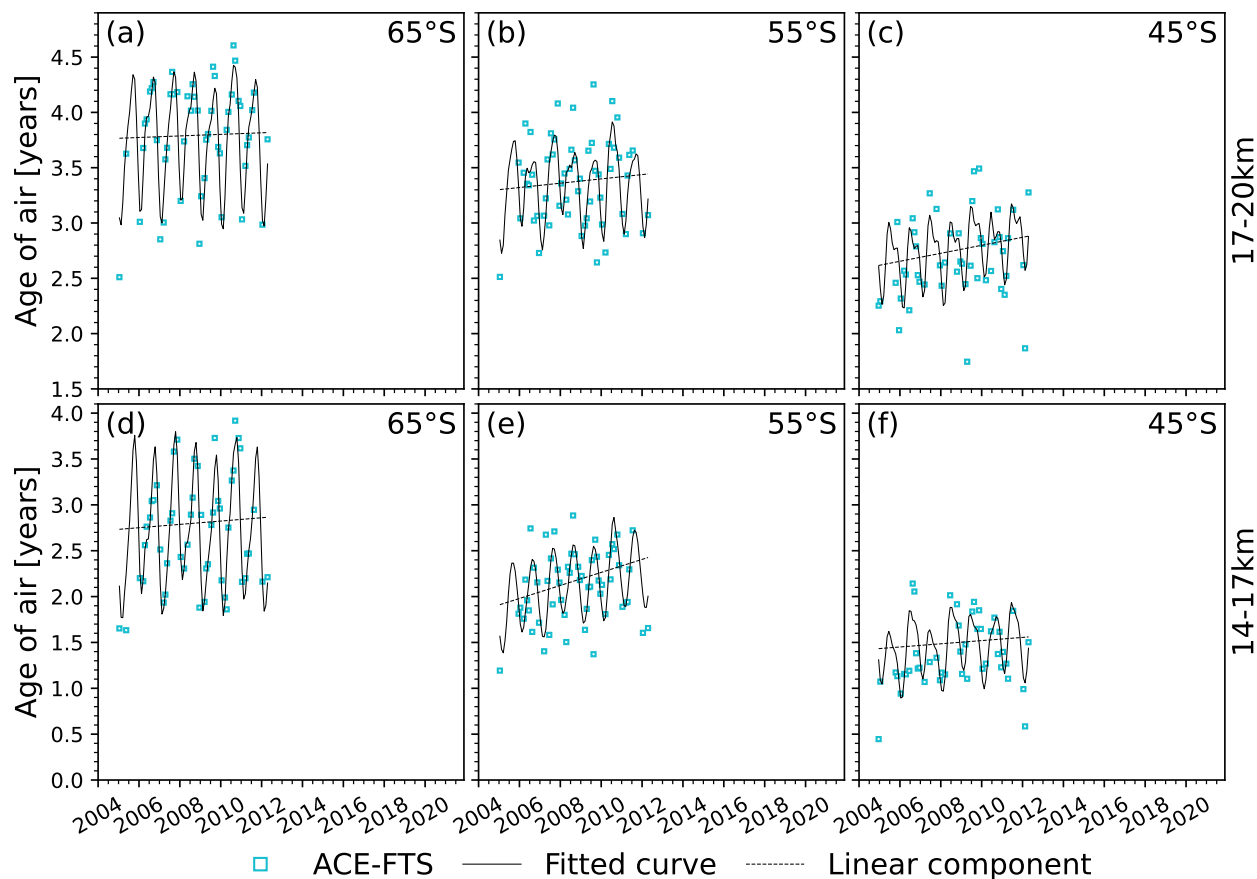 (a) 65°S
(b) 55°S
(c) 45°S
Age of air [years]
4.5
4.0
3.5
3.0
2.5
2.0
1.5
17-20km
(d) 65°S
(e) 55°S
(f) 45°S
Age of air [years]
4.0
3.5
3.0
2.5
2.0
1.5
1.0
0.5
0.0
14-17km
2004 2006 2008 2010 2012 2014 2016 2018 2020
2004 2006 2008 2010 2012 2014 2016 2018 2020
2004 2006 2008 2010 2012 2014 2016 2018 2020
ACE-FTS Fitted curve Linear component